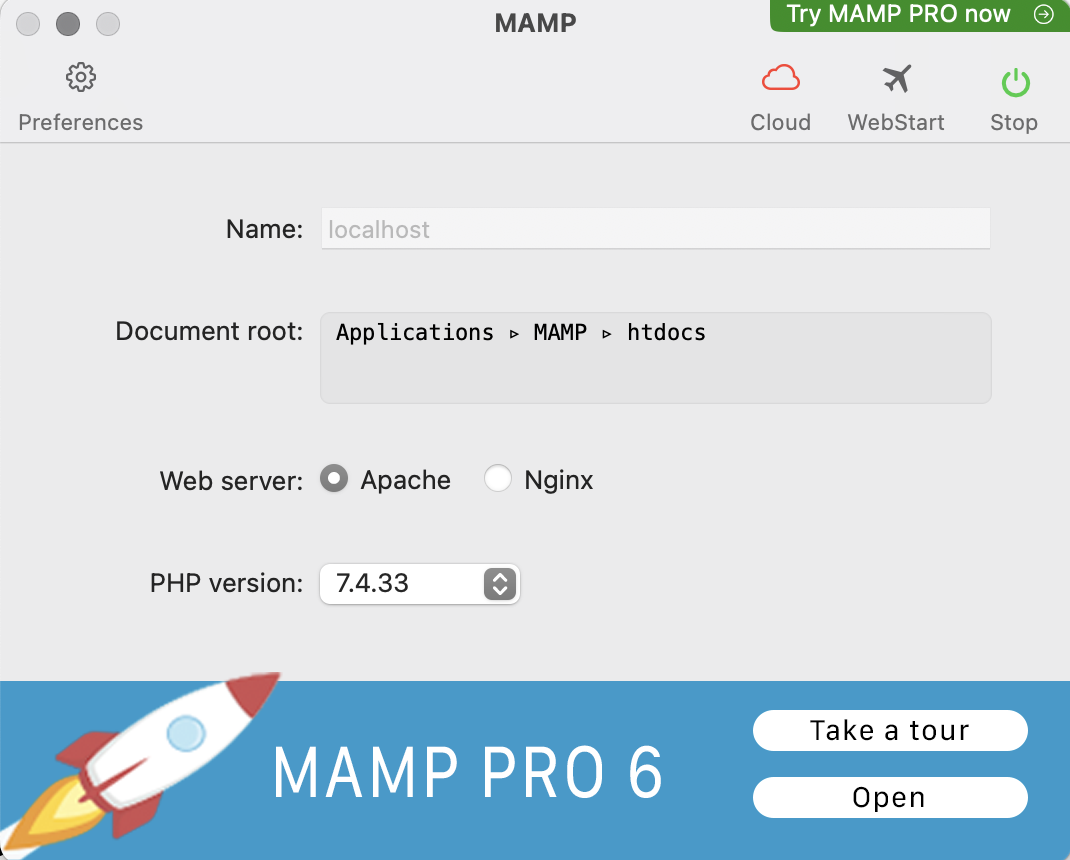 MAMP
Try MAMP PRO now
Preferences
Cloud
WebStart
Stop
Name: localhost
Document root: Applications ▹ MAMP ▹ htdocs
Web server: Apache Nginx
PHP version: 7.4.33
MAMP PRO 6
Take a tour
Open